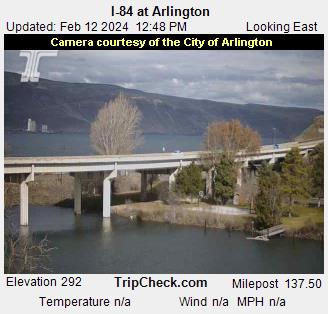 I-84 at Arlington
Updated: Feb 12 2024 12:48 PM Looking East
Camera courtesy of the City of Arlington
Elevation 292 TripCheck.com Milepost 137.50
Temperature n/a Wind n/a MPH n/a